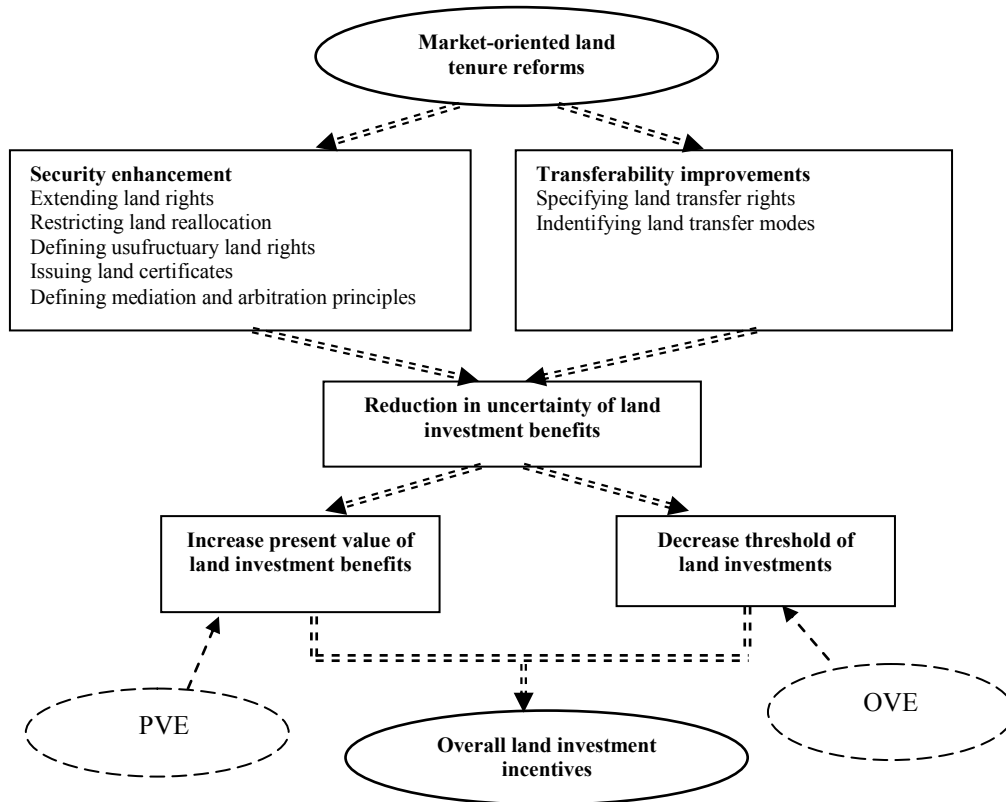 Market-oriented land
tenure reforms
Security enhancement
Extending land rights
Restricting land reallocation
Defining usufructuary land rights
Issuing land certificates
Defining mediation and arbitration principles
Transferability improvements
Specifying land transfer rights
Indentifying land transfer modes
Reduction in uncertainty of land
investment benefits
Increase present value of
land investment benefits
Decrease threshold of
land investments
PVE
OVE
Overall land investment
incentives